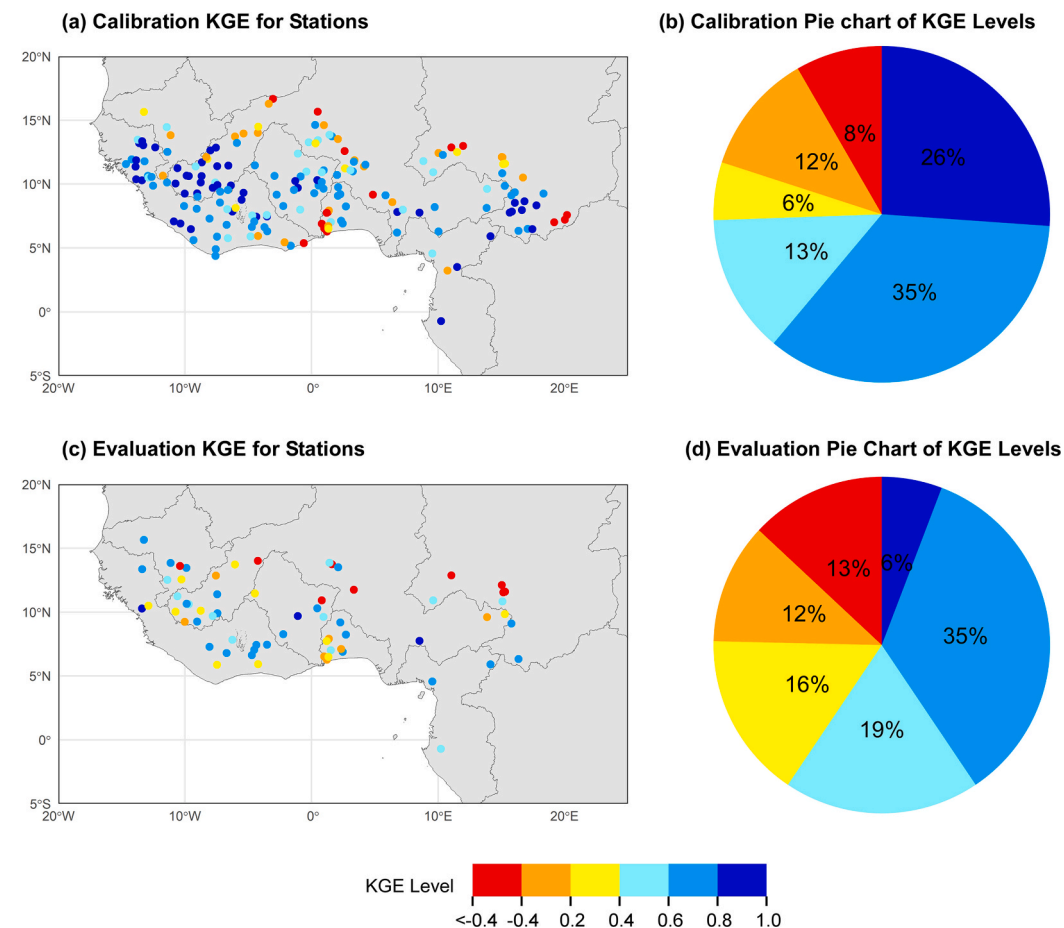 (a) Calibration KGE for Stations
(b) Calibration Pie chart of KGE Levels
20°N
15°N
10°N
5°N
0°
5°S
20°W 10°W 0° 10°E 20°E
8%
26%
12%
6%
13%
35%
(c) Evaluation KGE for Stations
(d) Evaluation Pie Chart of KGE Levels
20°N
15°N
10°N
5°N
0°
5°S
20°W 10°W 0° 10°E 20°E
13%
6%
12%
35%
16%
19%
KGE Level
<-0.4 -0.4 0.2 0.4 0.6 0.8 1.0